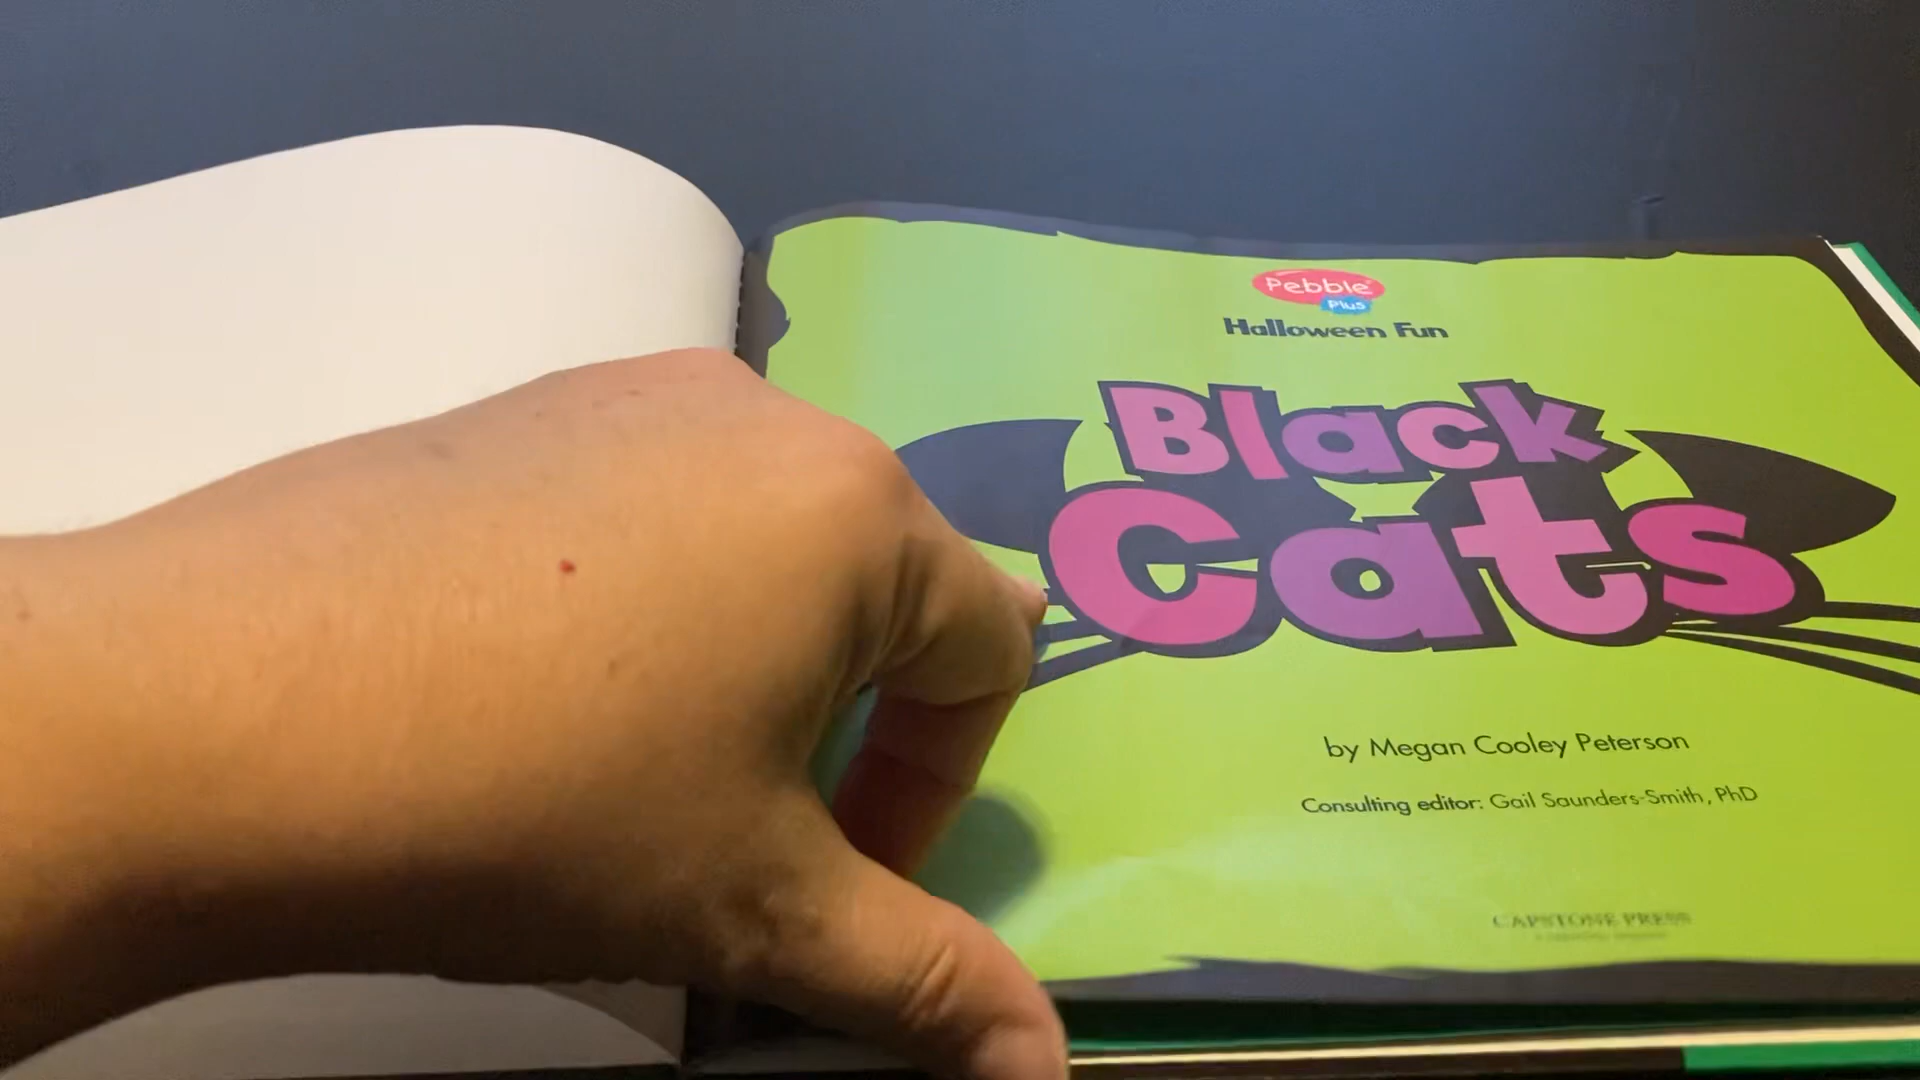 Pebble
Plus
Halloween Fun
Black
Cats
by Megan Cooley Peterson
Consulting editor: Gail Saunders-Smith, PhD
CAPSTONE PRESS